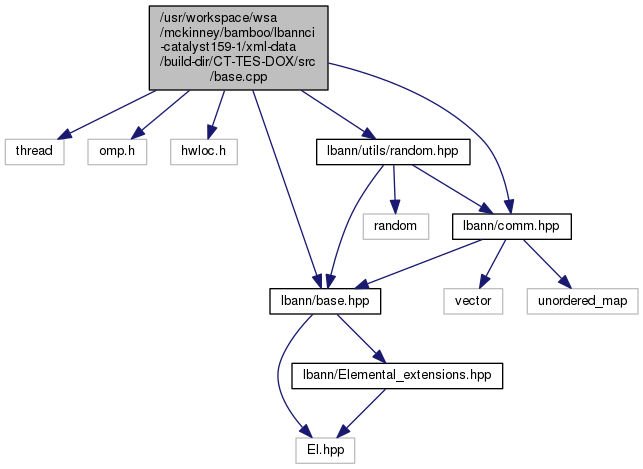 /usr/workspace/wsa
/mckinney/bamboo/lbannci
-catalyst159-1/xml-data
/build-dir/CT-TES-DOX/src
/base.cpp
thread
omp.h
hwloc.h
lbann/utils/random.hpp
random
lbann/comm.hpp
lbann/base.hpp
vector
unordered_map
lbann/Elemental_extensions.hpp
El.hpp